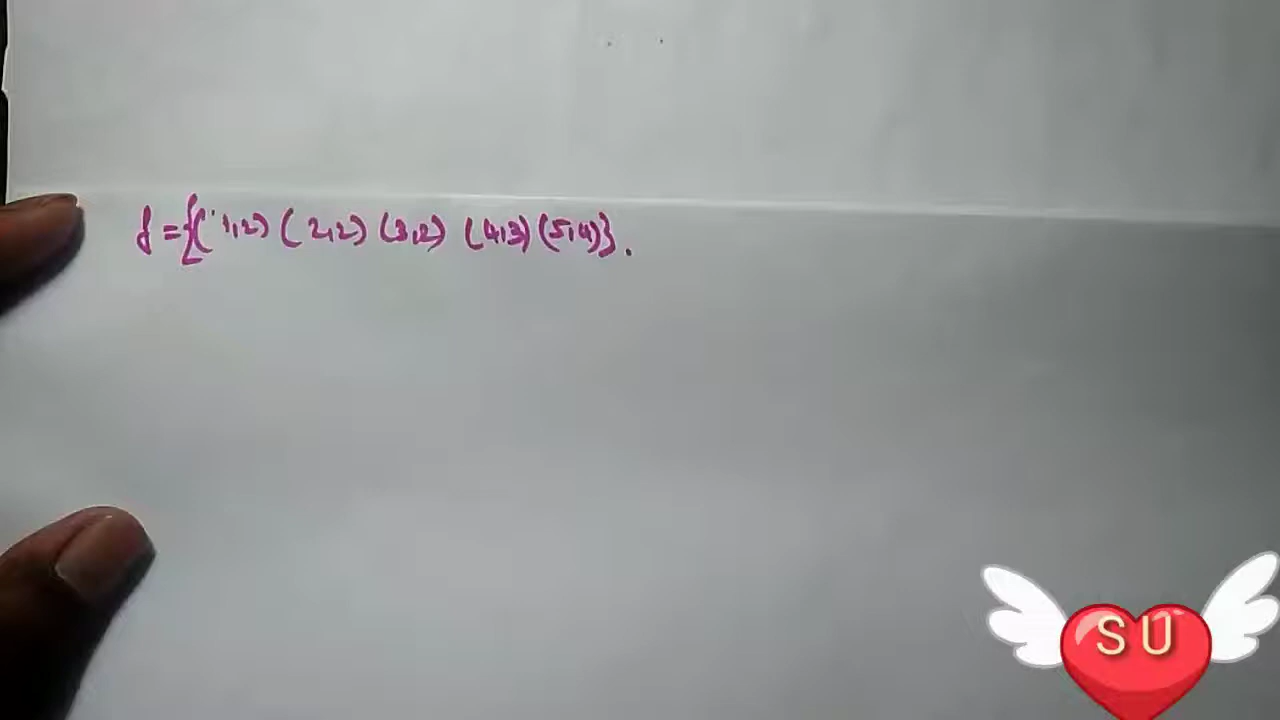 f = {(1,2) (2,2) (3,2) (4,3) (5,4)}.
SU